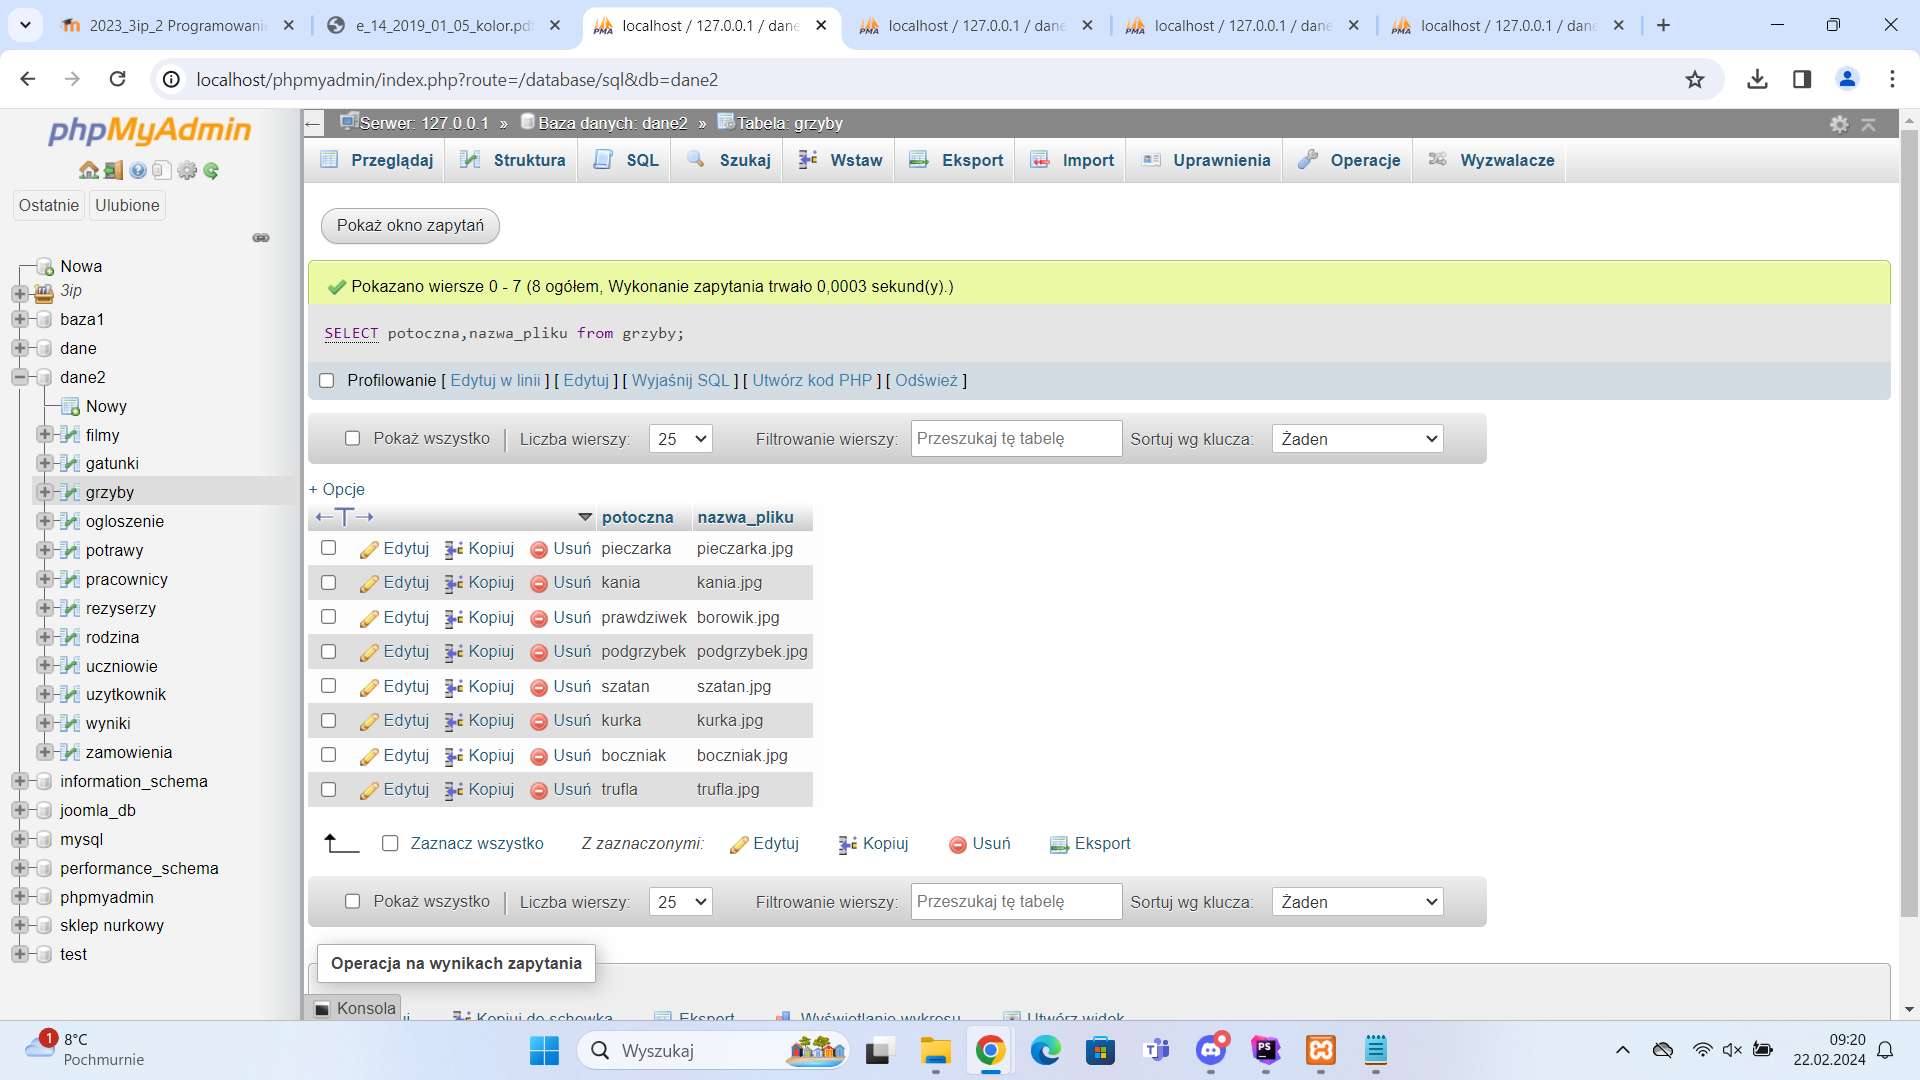 2023_3ip_2 Programowani
e_14_2019_01_05_kolor.pdf
localhost / 127.0.0.1 / dane
localhost / 127.0.0.1 / dane
localhost / 127.0.0.1 / dane
localhost / 127.0.0.1 / dane
localhost/phpmyadmin/index.php?route=/database/sql&db=dane2
phpMyAdmin
Ostatnie Ulubione
Nowa
3ip
baza1
dane
dane2
Nowy
filmy
gatunki
grzyby
ogloszenie
potrawy
pracownicy
rezyserzy
rodzina
uczniowie
uzytkownik
wyniki
zamowienia
information_schema
joomla_db
mysql
performance_schema
phpmyadmin
sklep nurkowy
test
Serwer: 127.0.0.1 » Baza danych: dane2 » Tabela: grzyby
Przeglądaj Struktura SQL Szukaj Wstaw Eksport Import Uprawnienia Operacje Wyzwalacze
Pokaż okno zapytań
Pokazano wiersze 0 - 7 (8 ogółem, Wykonanie zapytania trwało 0,0003 sekund(y).)
SELECT potoczna,nazwa_pliku from grzyby;
Profilowanie [ Edytuj w linii ] [ Edytuj ] [ Wyjaśnij SQL ] [ Utwórz kod PHP ] [ Odśwież ]
Pokaż wszystko | Liczba wierszy: 25 Filtrowanie wierszy: Przeszukaj tę tabelę Sortuj wg klucza: Żaden
+ Opcje
←T→ potoczna nazwa_pliku
Edytuj Kopiuj Usuń pieczarka pieczarka.jpg
Edytuj Kopiuj Usuń kania kania.jpg
Edytuj Kopiuj Usuń prawdziwek borowik.jpg
Edytuj Kopiuj Usuń podgrzybek podgrzybek.jpg
Edytuj Kopiuj Usuń szatan szatan.jpg
Edytuj Kopiuj Usuń kurka kurka.jpg
Edytuj Kopiuj Usuń boczniak boczniak.jpg
Edytuj Kopiuj Usuń trufla trufla.jpg
Zaznacz wszystko Z zaznaczonymi: Edytuj Kopiuj Usuń Eksport
Pokaż wszystko | Liczba wierszy: 25 Filtrowanie wierszy: Przeszukaj tę tabelę Sortuj wg klucza: Żaden
Operacja na wynikach zapytania
Kopiuj do schowka Eksport Wyświetlanie wykresu Utwórz widok
Konsola
1
8°C
Pochmurnie
Wyszukaj
09:20
22.02.2024